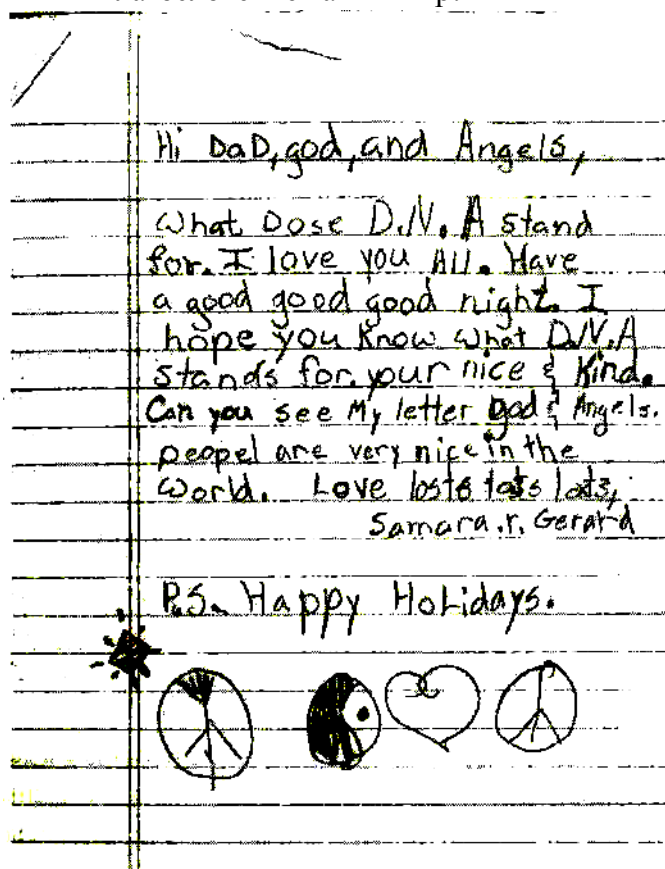 Hi DaD, god, and Angels,
What Dose D.N.A stand
for. I love you All. Have
a good good good night. I
hope you know what D.N.A
stands for. your nice & Kind.
Can you see My letter god & Angels.
peopel are very nice in the
world. Love losts lots lots,
Samara.r. Gerard
P.S. Happy Holidays.